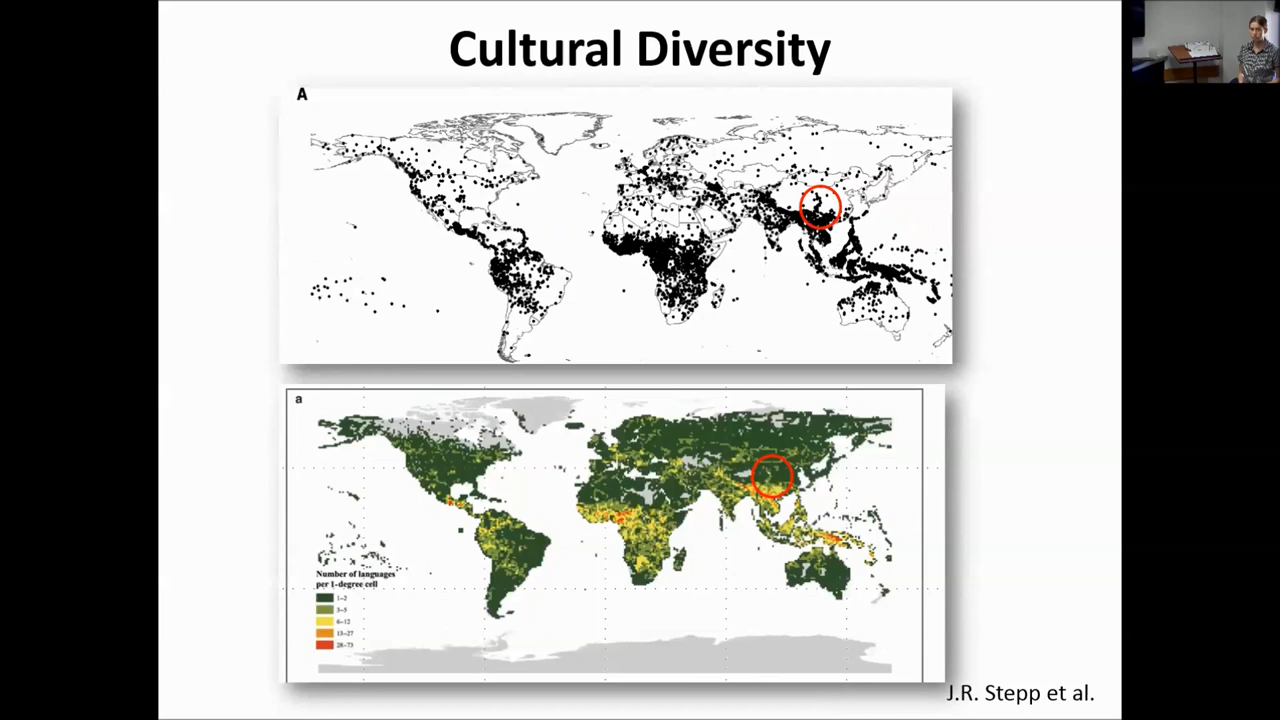 Cultural Diversity
A
a
Number of languages
per 1-degree cell
1–2
3–5
6–12
13–27
28–73
J.R. Stepp et al.